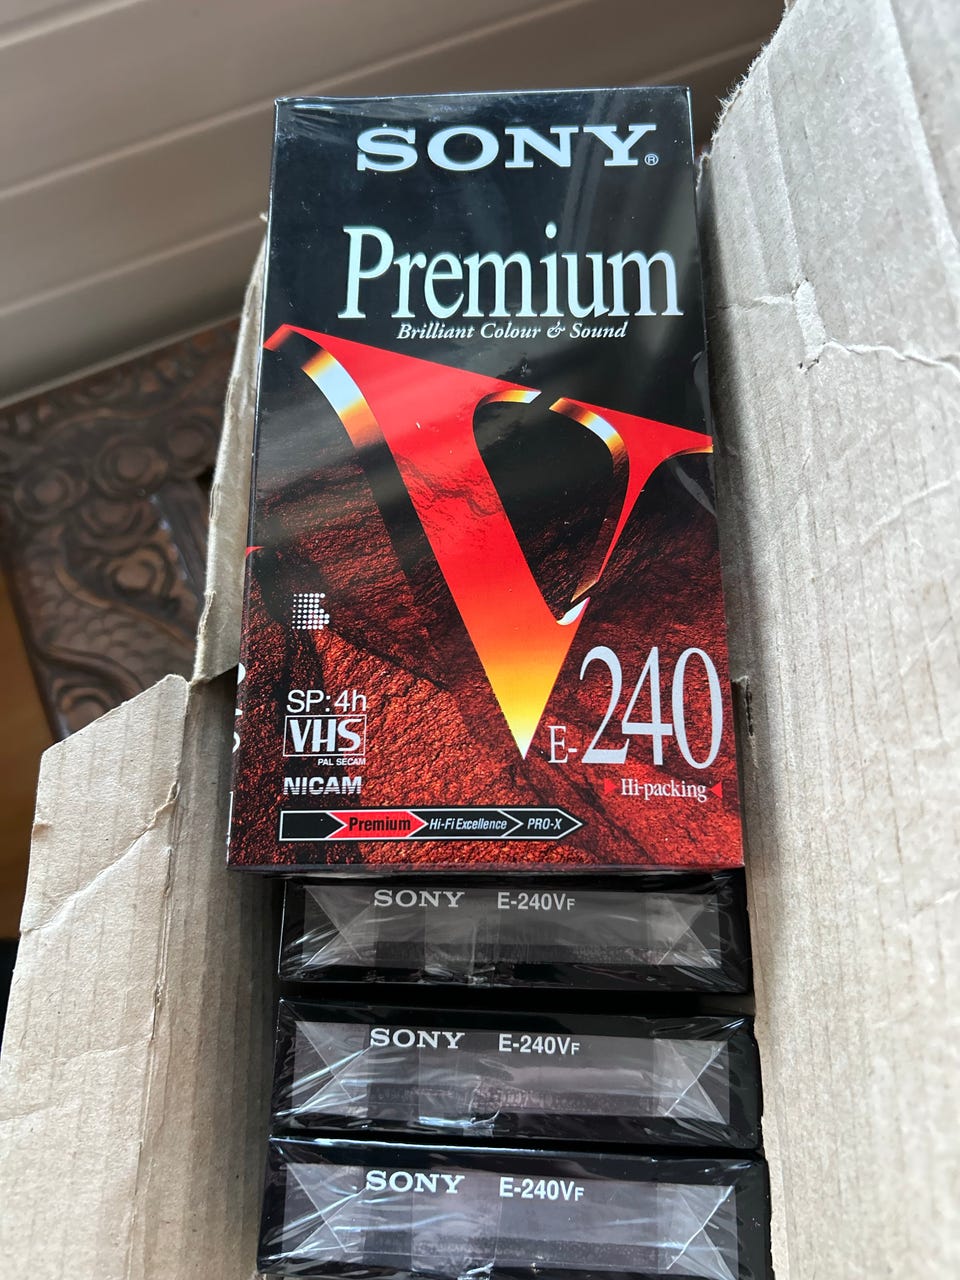 SONY®
Premium
Brilliant Colour & Sound
V
SP: 4h
VHS
PAL SECAM
NICAM
E-240
Hi-packing
Premium Hi-Fi Excellence PRO-X
SONY E-240VF
SONY E-240VF
SONY E-240VF